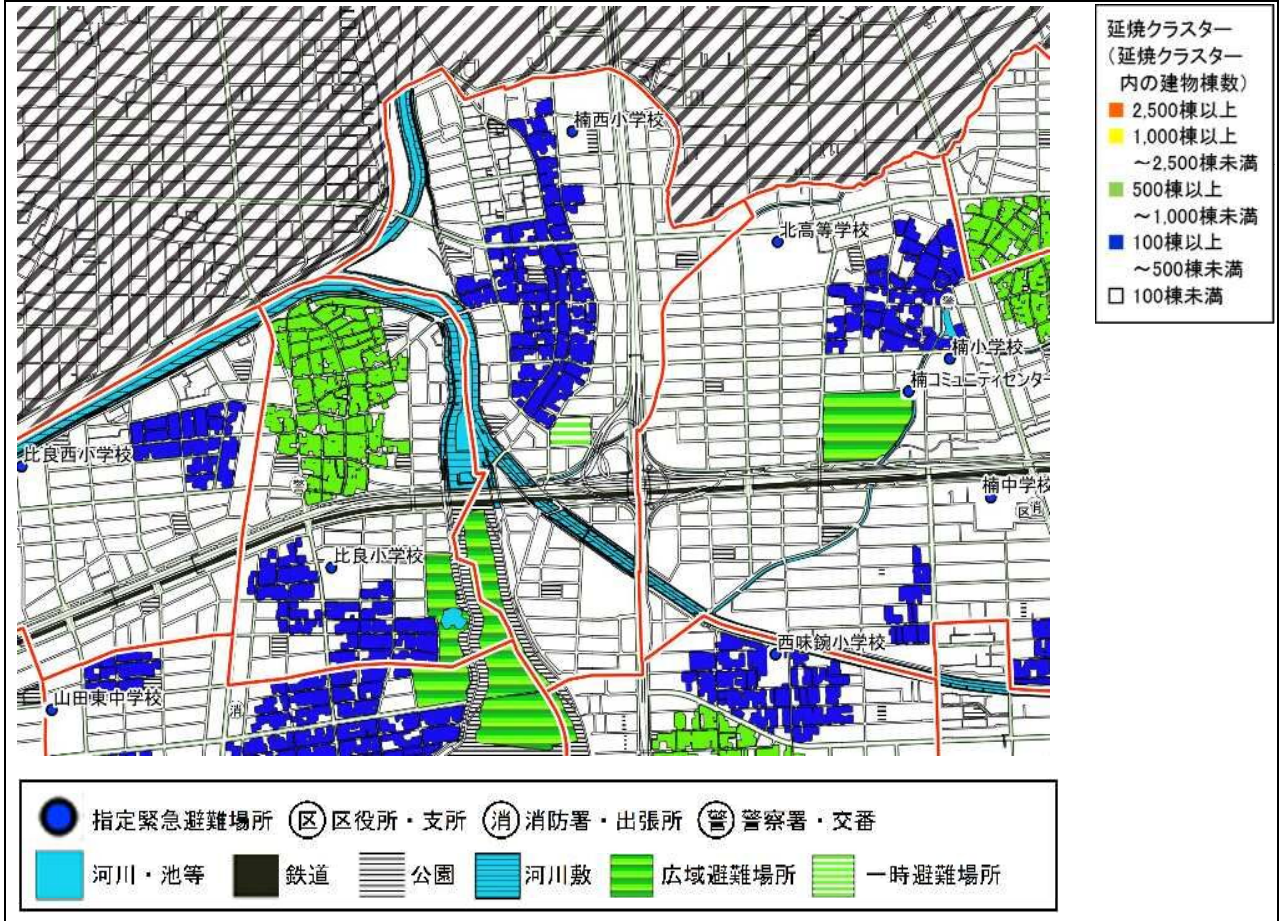 延焼クラスター
(延焼クラスター
内の建物棟数)
2,500棟以上
1,000棟以上
～2,500棟未満
500棟以上
～1,000棟未満
100棟以上
～500棟未満
100棟未満
楠西小学校
北高等学校
警
楠小学校
楠コミュニティセンター
比良西小学校
警
楠中学校
区
消
比良小学校
西味鋺小学校
山田東中学校
消
指定緊急避難場所 区 区役所・支所 消 消防署・出張所 警 警察署・交番
河川・池等 鉄道 公園 河川敷 広域避難場所 一時避難場所